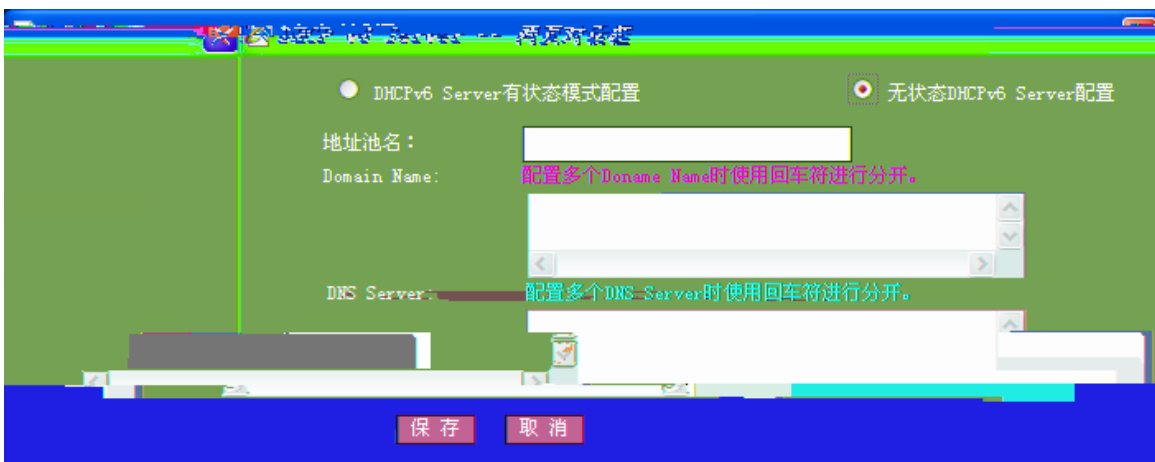 Server --
DHCPv6 Server有状态模式配置 无状态DHCPv6 Server配置
地址池名：
Domain Name: 配置多个Doname Name时使用回车符进行分开。
DNS Server: 配置多个DNS Server时使用回车符进行分开。
保存 取消